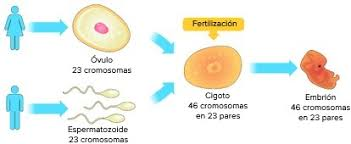 Óvulo
23 cromosomas
Espermatozoide
23 cromosomas
Fertilización
Cigoto
46 cromosomas
en 23 pares
Embrión
46 cromosomas
en 23 pares